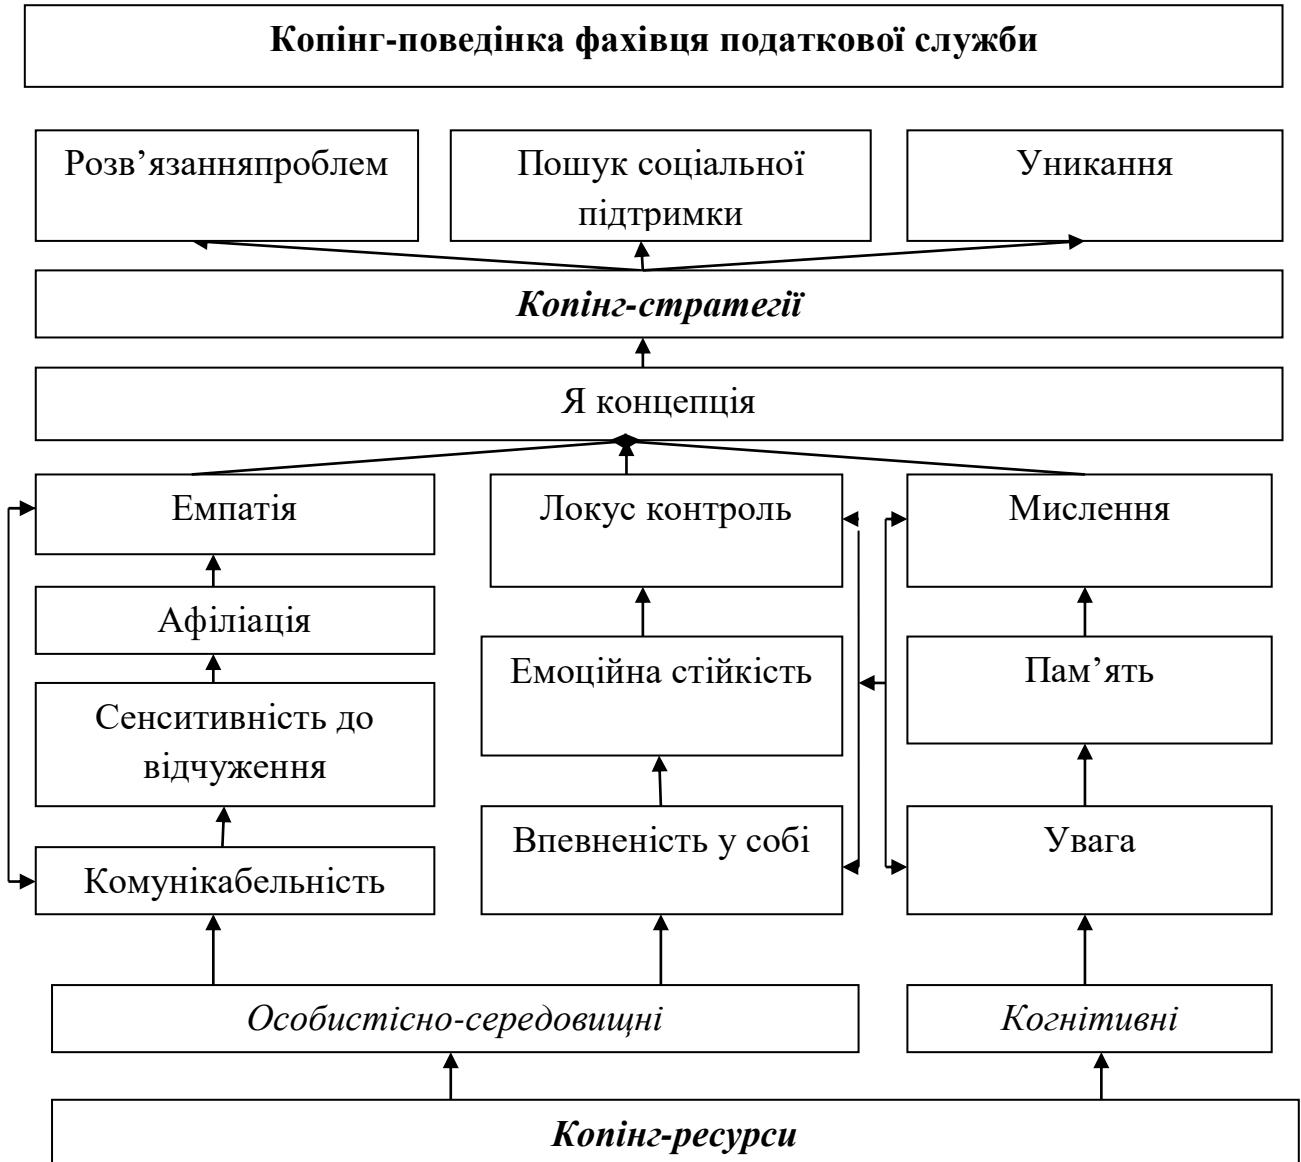 Копінг-поведінка фахівця податкової служби
Розв’язанняпроблем
Пошук соціальної
підтримки
Уникання
Копінг-стратегії
Я концепція
Емпатія
Локус контроль
Мислення
Афіліація
Емоційна стійкість
Пам’ять
Сенситивність до
відчуження
Впевненість у собі
Увага
Комунікабельність
Особистісно-середовищні
Когнітивні
Копінг-ресурси